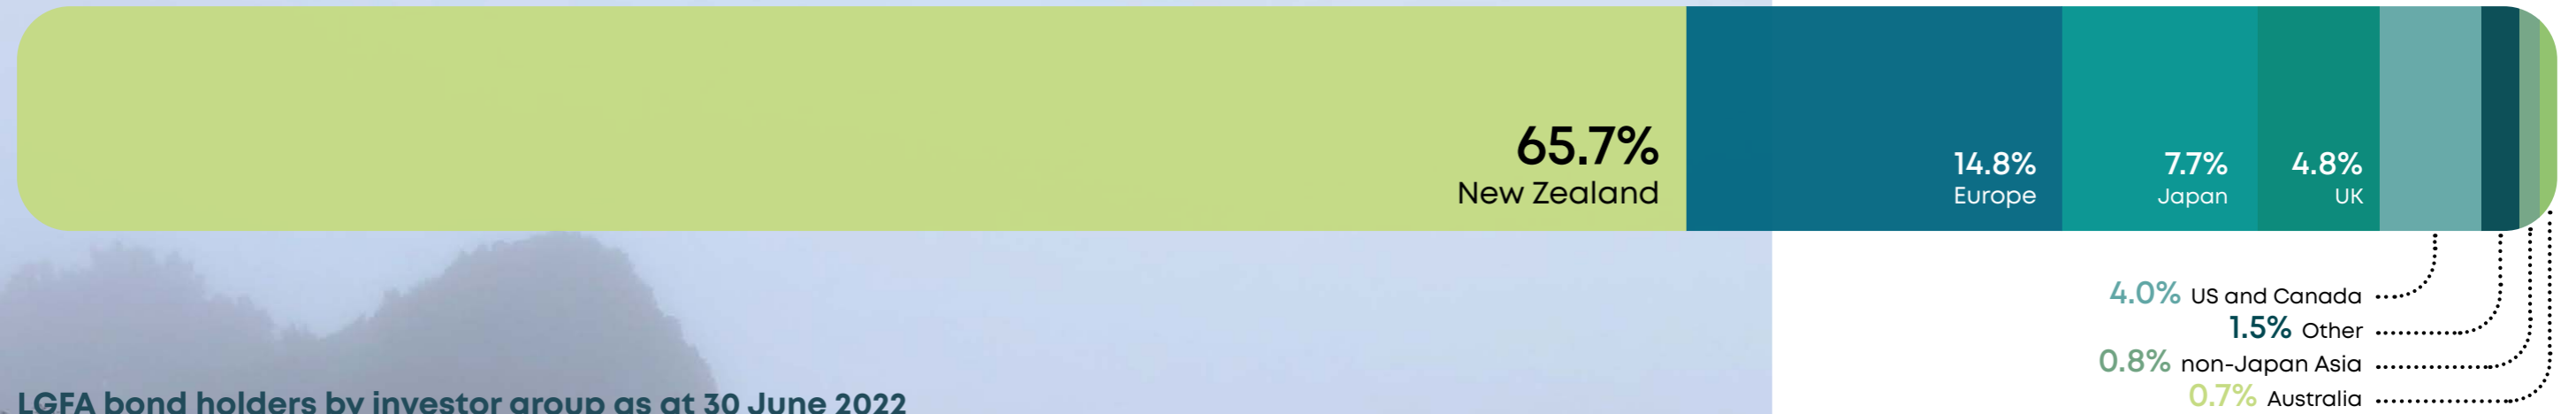 65.7%
New Zealand
14.8%
Europe
7.7%
Japan
4.8%
UK
4.0% US and Canada
1.5% Other
0.8% non-Japan Asia
0.7% Australia
LGFA bond holders by investor group as at 30 June 2022